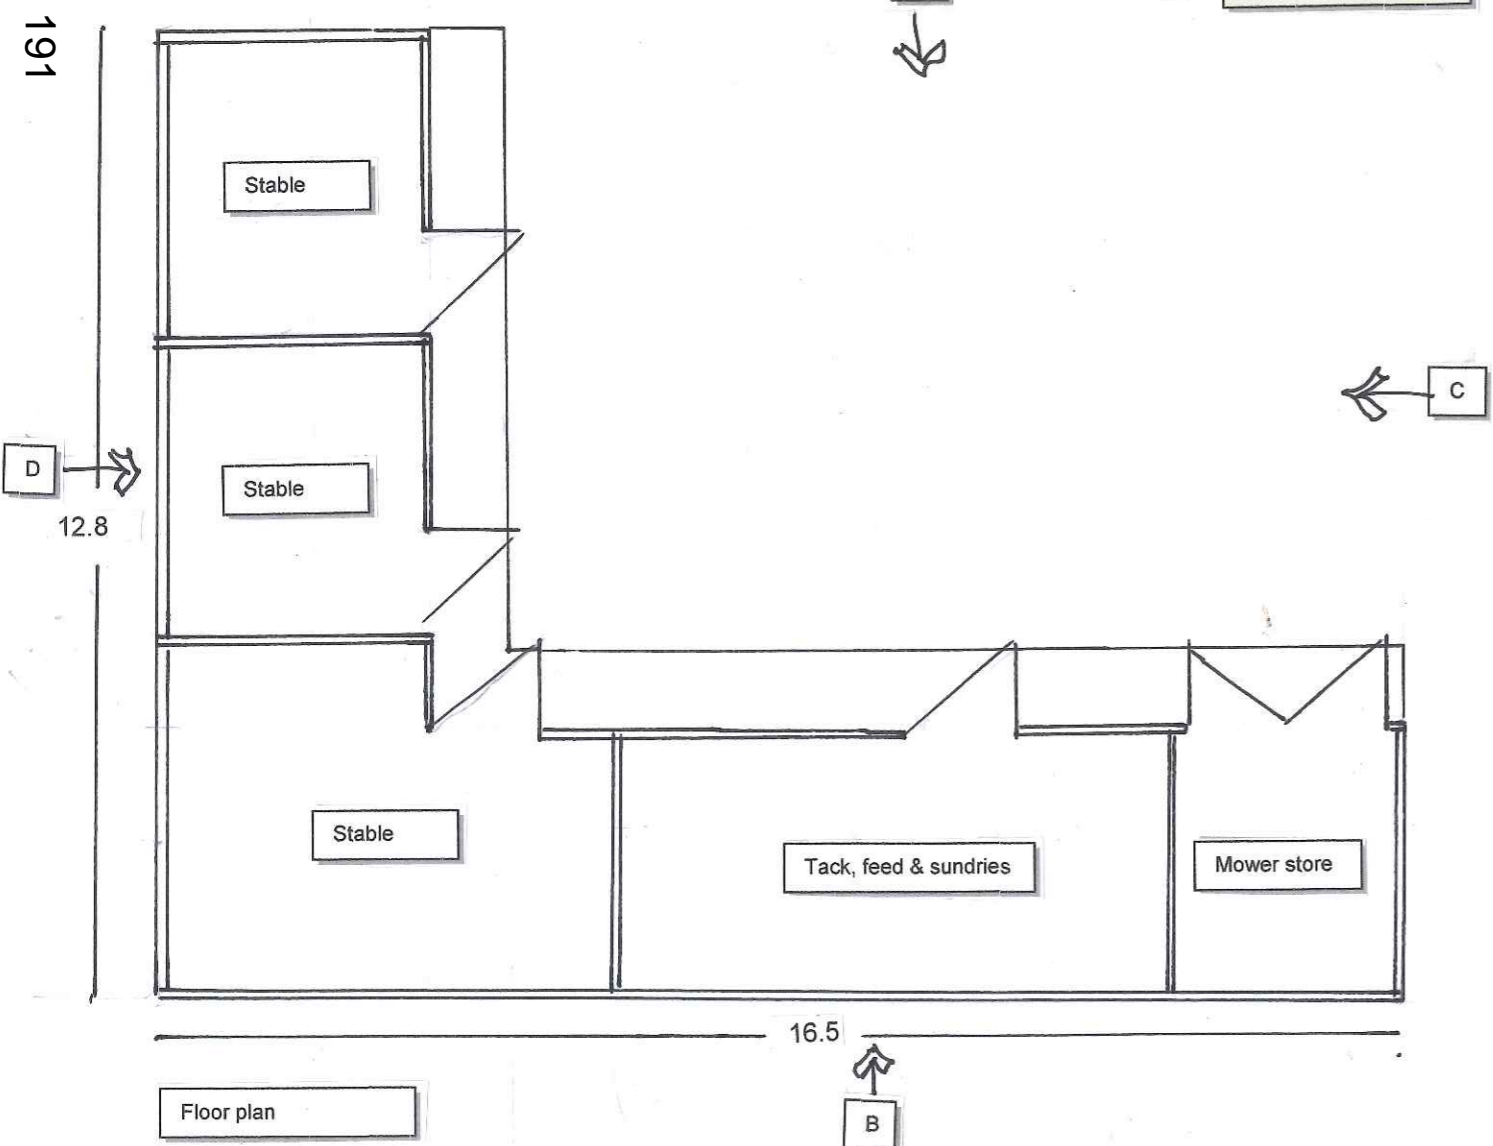 191
Stable
C
D
Stable
12.8
Stable
Tack, feed & sundries
Mower store
16.5
Floor plan
B